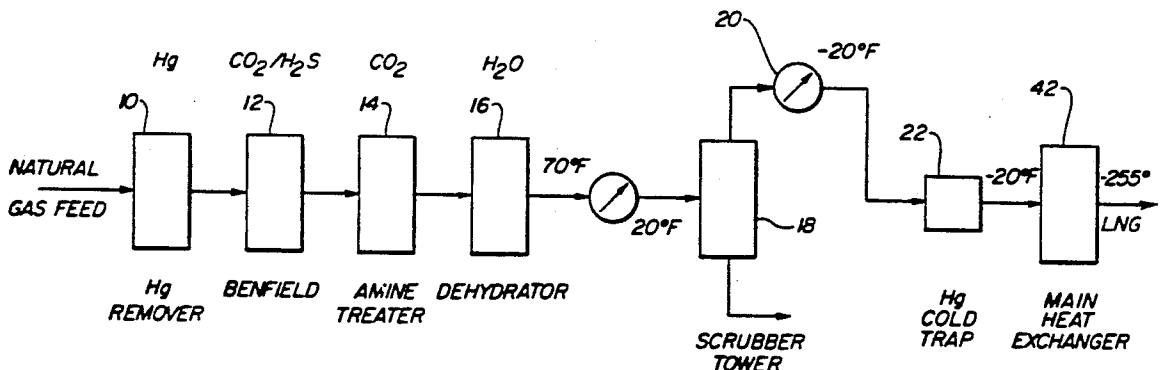 Hg
CO2/H2S
CO2
H2O
20
-20°F
42
10
12
14
16
22
NATURAL
GAS FEED
70°F
20°F
18
-20°F
-255°
LNG
Hg
REMOVER
BENFIELD
AMINE
TREATER
DEHYDRATOR
SCRUBBER
TOWER
Hg
COLD
TRAP
MAIN
HEAT
EXCHANGER